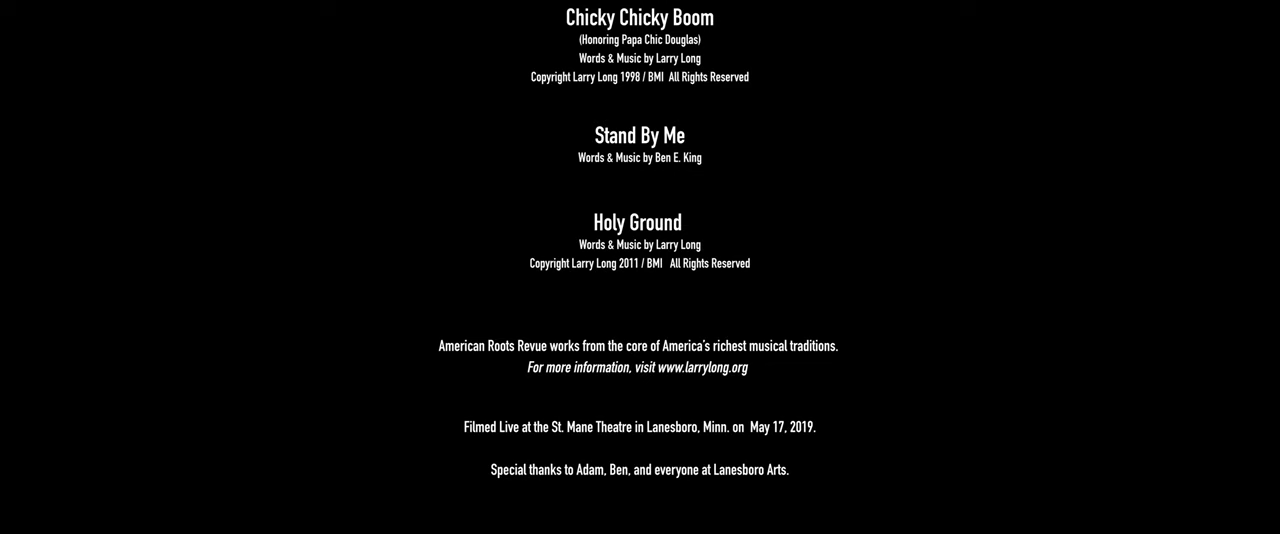 Chicky Chicky Boom
(Honoring Papa Chic Douglas)
Words & Music by Larry Long
Copyright Larry Long 1998 / BMI  All Rights Reserved
Stand By Me
Words & Music by Ben E. King
Holy Ground
Words & Music by Larry Long
Copyright Larry Long 2011 / BMI   All Rights Reserved
American Roots Revue works from the core of America's richest musical traditions.
For more information, visit www.larrylong.org
Filmed Live at the St. Mane Theatre in Lanesboro, Minn. on  May 17, 2019.
Special thanks to Adam, Ben, and everyone at Lanesboro Arts.